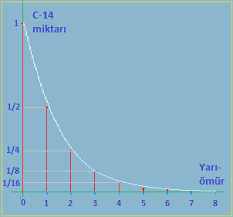 C-14
miktarı
1
1/2
1/4
1/8
1/16
Yarı-
ömür
0 1 2 3 4 5 6 7 8